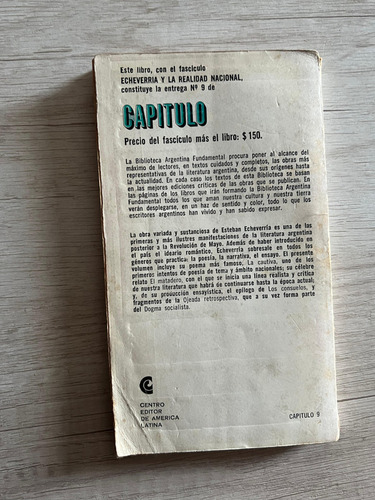 Este libro, con el fascículo
ECHEVERRIA Y LA REALIDAD NACIONAL,
constituye la entrega Nº 9 de
CAPITULO
Precio del fascículo más el libro: $ 150.
La Biblioteca Argentina Fundamental procura poner al alcance del
máximo de lectores, en textos cuidados y completos, las obras más
representativas de la literatura argentina, desde sus orígenes hasta
la actualidad. En cada caso los textos de esta Biblioteca se basan
en las mejores ediciones críticas de las obras que se publican. En
las páginas de los libros que irán formando la Biblioteca Argentina
Fundamental todos los que aman nuestra cultura y nuestra tierra
verán desplegarse, en un haz de sentido y color, todo lo que los
escritores argentinos han vivido y han sabido expresar.
La obra variada y sustanciosa de Esteban Echeverría es una de las
primeras y más ilustres manifestaciones de la literatura argentina
posterior a la Revolución de Mayo. Además de haber introducido en
el país el ideario romántico, Echeverría sobresale en todos los
géneros que practica: la poesía, la narrativa, el ensayo. El presente
volumen incluye su poema más famoso, La cautiva, uno de los
primeros intentos de poesía de tema y ámbito nacionales; su célebre
relato El matadero, con el que se inicia una línea realista y crítica
de nuestra literatura que habrá de continuarse hasta la época actual;
y, de su producción ensayística, el epílogo de Los consuelos, y
fragmentos de la Ojeada retrospectiva, que a su vez forma parte
del Dogma socialista.
CENTRO
EDITOR
DE AMERICA
LATINA
CAPITULO 9